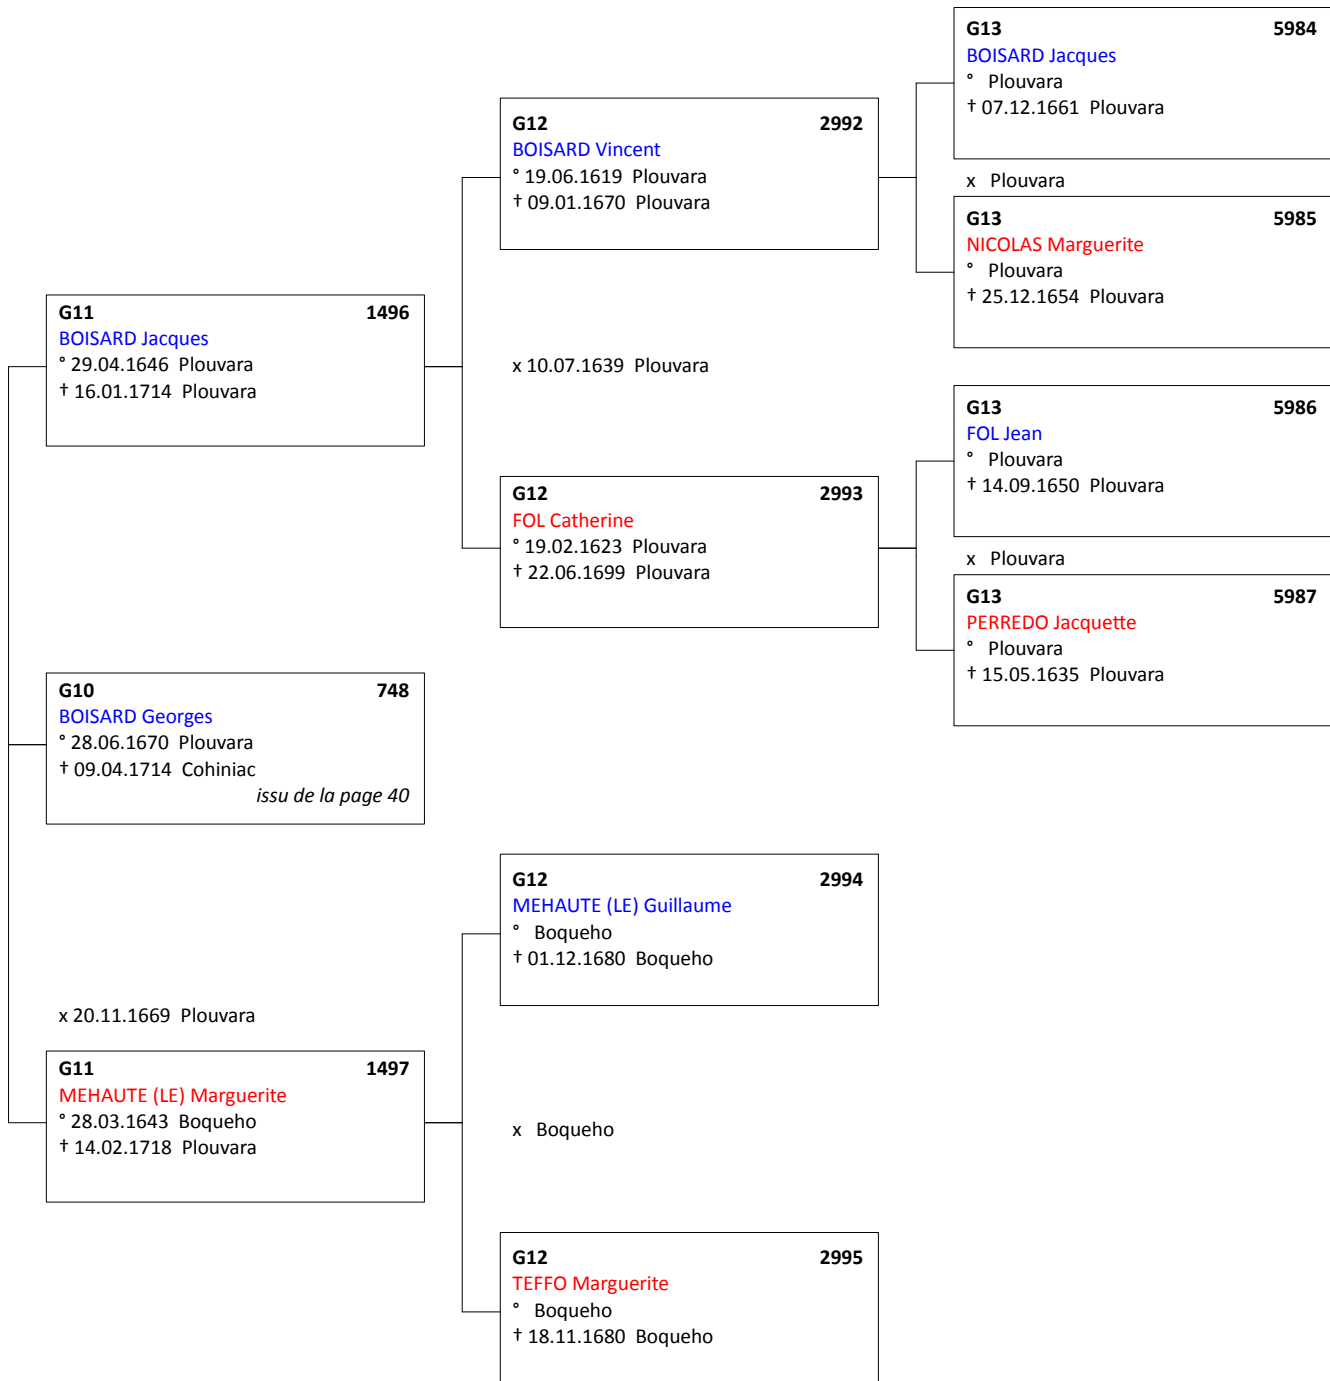 G13 5984
BOISARD Jacques
° Plouvara
† 07.12.1661 Plouvara
G12 2992
BOISARD Vincent
° 19.06.1619 Plouvara
† 09.01.1670 Plouvara
x Plouvara
G13 5985
NICOLAS Marguerite
° Plouvara
† 25.12.1654 Plouvara
G11 1496
BOISARD Jacques
° 29.04.1646 Plouvara
† 16.01.1714 Plouvara
x 10.07.1639 Plouvara
G13 5986
FOL Jean
° Plouvara
† 14.09.1650 Plouvara
G12 2993
FOL Catherine
° 19.02.1623 Plouvara
† 22.06.1699 Plouvara
x Plouvara
G13 5987
PERREDO Jacquette
° Plouvara
† 15.05.1635 Plouvara
G10 748
BOISARD Georges
° 28.06.1670 Plouvara
† 09.04.1714 Cohiniac
issu de la page 40
G12 2994
MEHAUTE (LE) Guillaume
° Boqueho
† 01.12.1680 Boqueho
x 20.11.1669 Plouvara
G11 1497
MEHAUTE (LE) Marguerite
° 28.03.1643 Boqueho
† 14.02.1718 Plouvara
x Boqueho
G12 2995
TEFFO Marguerite
° Boqueho
† 18.11.1680 Boqueho